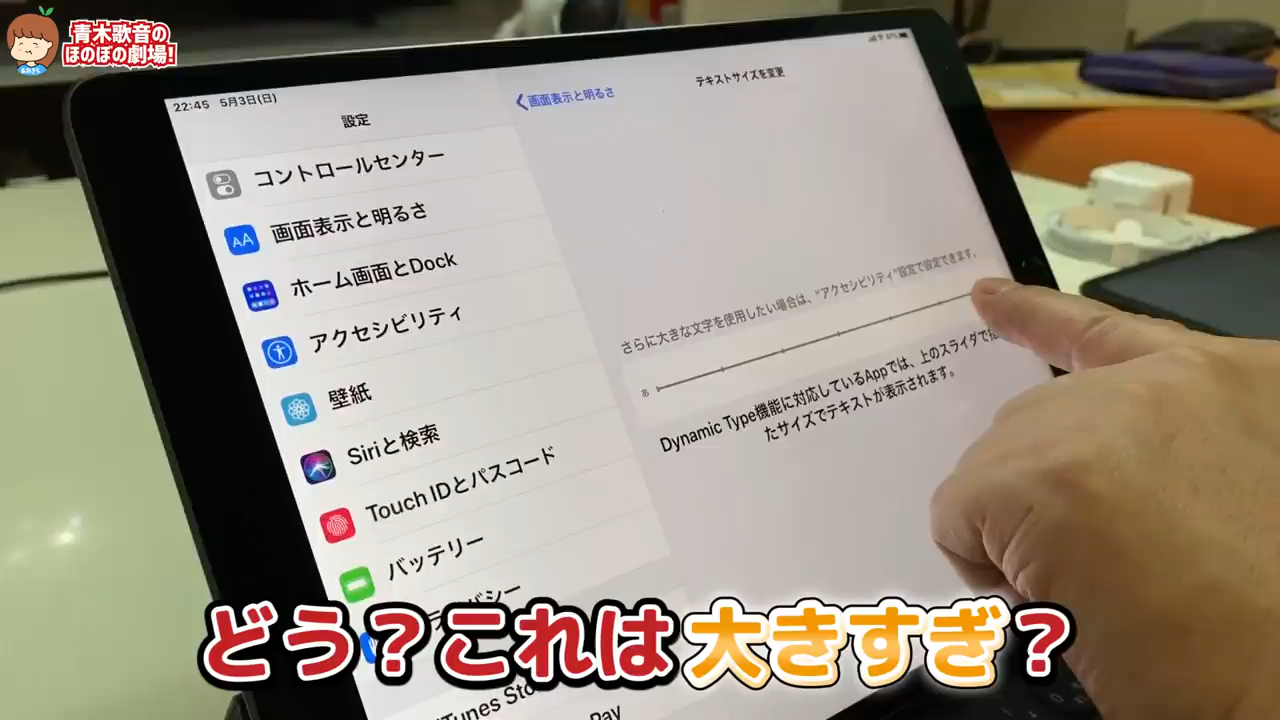 青木歌音の
ほのぼの劇場!
22:45 5月3日(日)
設定
コントロールセンター
画面表示と明るさ
ホーム画面とDock
アクセシビリティ
壁紙
Siriと検索
Touch IDとパスコード
バッテリー
iTunes Sto
Pay
画面表示と明るさ
テキストサイズを変更
さらに大きな文字を使用したい場合は、"アクセシビリティ"設定で設定できます。
あ
Dynamic Type機能に対応しているAppでは、上のスライダで
たサイズでテキストが表示されます。
どう?これは大きすぎ?